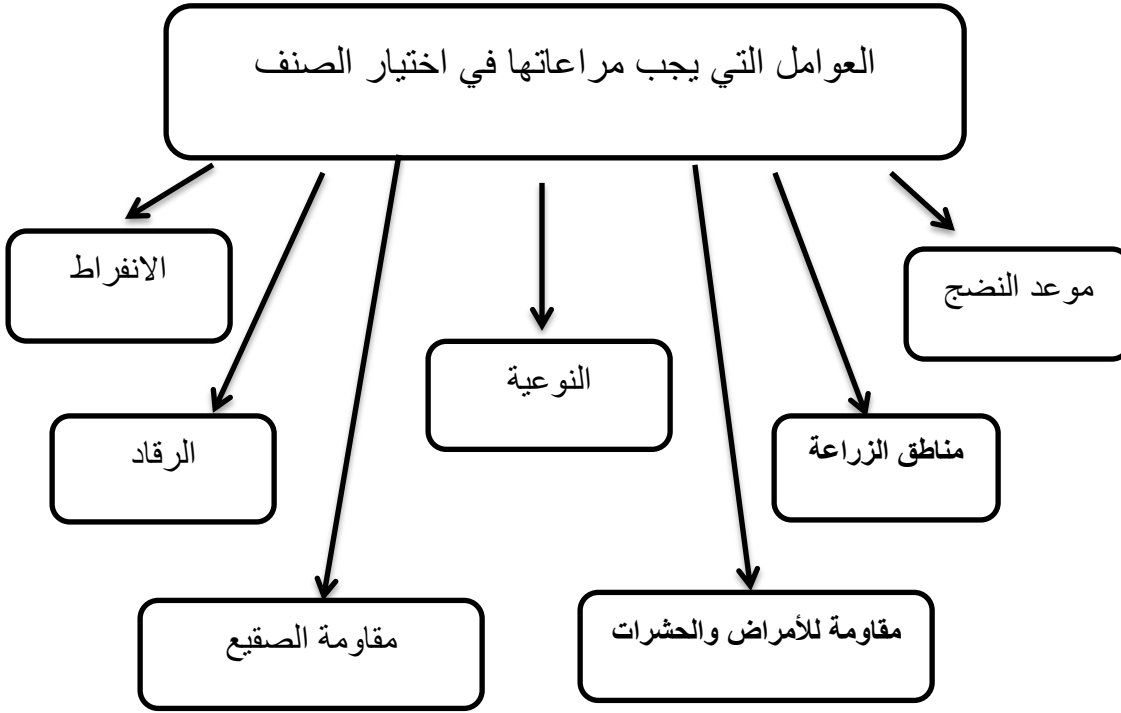 العوامل التي يجب مراعاتها في اختيار الصنف
موعد النضج
مناطق الزراعة
مقاومة للأمراض والحشرات
النوعية
مقاومة الصقيع
الرقاد
الانفراط